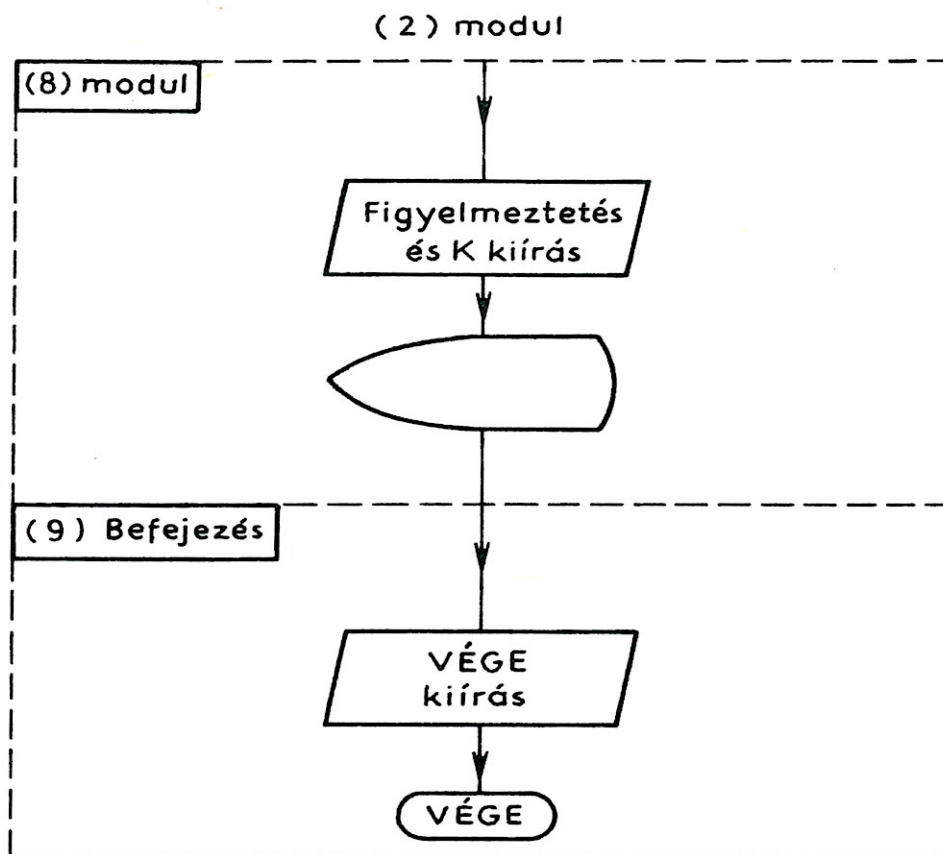 (2) modul
(8) modul
Figyelmeztetés
és K kiírás
(9) Befejezés
VÉGE
kiírás
VÉGE